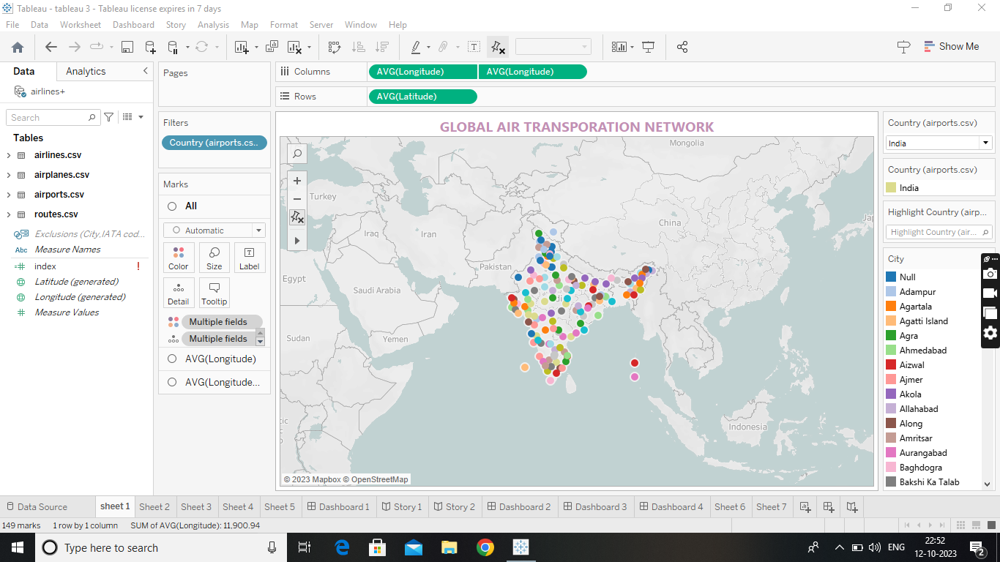 Tableau - tableau 3 - Tableau license expires in 7 days
File Data Worksheet Dashboard Story Analysis Map Format Server Window Help
Show Me
Data Analytics
airlines+
Search
Tables
airlines.csv
airplanes.csv
airports.csv
routes.csv
Exclusions (City,IATA cod...
Abc Measure Names
index !
Latitude (generated)
Longitude (generated)
Measure Values
Pages
Filters
Country (airports.cs..
Marks
All
Automatic
Color Size Label
Detail Tooltip
Multiple fields
Multiple fields
AVG(Longitude)
AVG(Longitude...
Columns AVG(Longitude) AVG(Longitude)
Rows AVG(Latitude)
GLOBAL AIR TRANSPORATION NETWORK
Mongolia
Turkey
China
Iraq
Iran
Pakistan
Egypt
Saudi Arabia
Sudan
Yemen
Indonesia
© 2023 Mapbox © OpenStreetMap
Country (airports.csv)
India
Country (airports.csv)
India
Highlight Country (airp...
Highlight Country (air...
City
Null
Adampur
Agartala
Agatti Island
Agra
Ahmedabad
Aizwal
Ajmer
Akola
Allahabad
Along
Amritsar
Aurangabad
Baghdogra
Bakshi Ka Talab
Data Source sheet 1 Sheet 2 Sheet 3 Sheet 4 Sheet 5 Dashboard 1 Story 1 Story 2 Dashboard 2 Dashboard 3 Dashboard 4 Sheet 6 Sheet 7
149 marks 1 row by 1 column SUM of AVG(Longitude): 11,900.94
Type here to search
ENG
22:52
12-10-2023
2